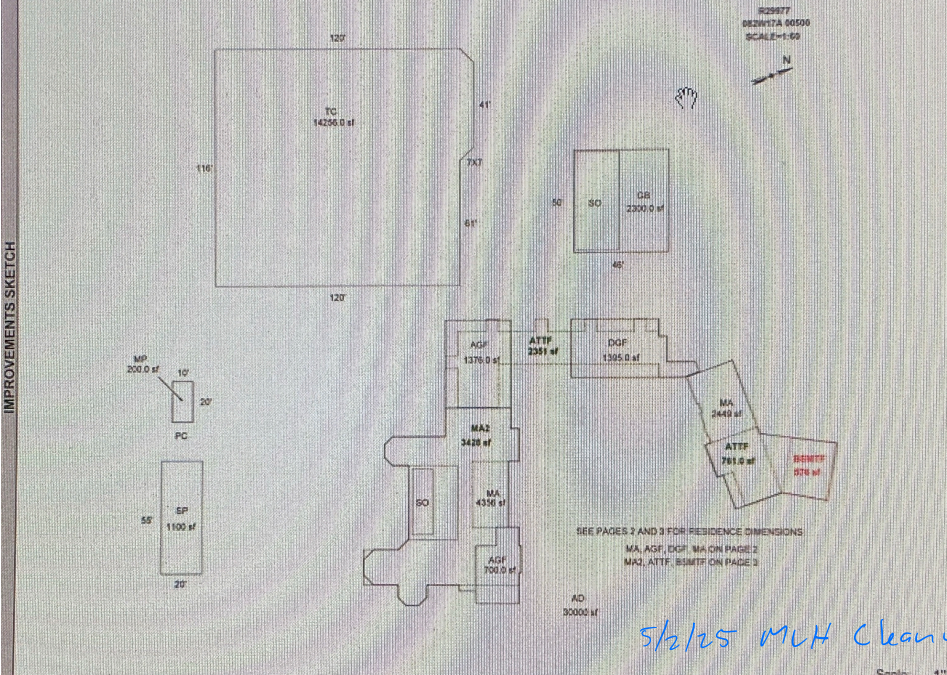 R29977
082W17A 00500
SCALE=1:60
N
120'
TC
14256.0 sf
41'
7X7
116'
61'
120'
50'
SO
GB
2300.0 sf
46'
IMPROVEMENTS SKETCH
MP
200.0 sf
10'
20'
PC
AGF
1376.0 sf
ATTF
2351 sf
DGF
1395.0 sf
MA
2449 sf
MA2
3428 sf
ATTF
761.0 sf
BSMTF
576 sf
SP
1100 sf
55'
20'
SO
MA
4356 sf
AGF
700.0 sf
SEE PAGES 2 AND 3 FOR RESIDENCE DIMENSIONS
MA, AGF, DGF, MA ON PAGE 2
MA2, ATTF, BSMTF ON PAGE 3
AD
30000 sf
5/2/25 MLH